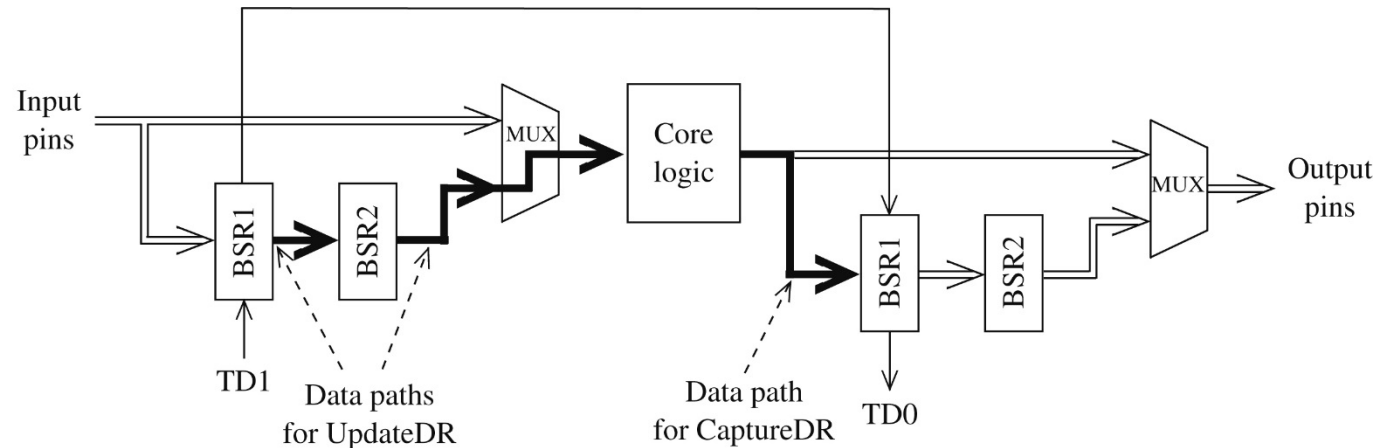 Input
pins
MUX
Core
logic
MUX
Output
pins
BSR1
BSR2
BSR1
BSR2
TD1
Data paths
for UpdateDR
Data path
for CaptureDR
TD0